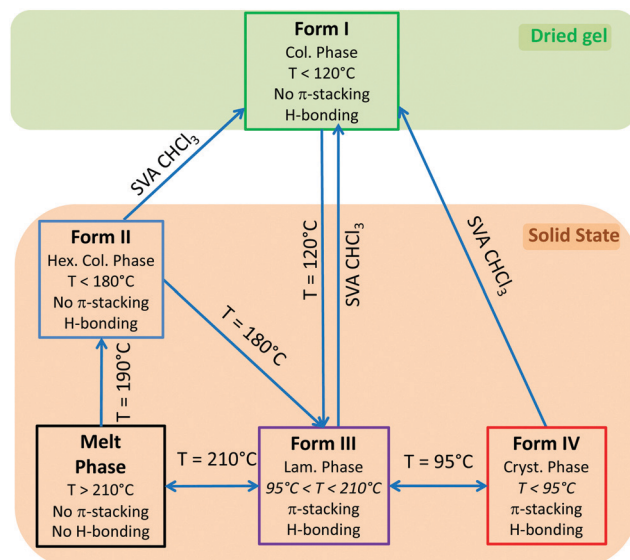 Form I
Col. Phase
T < 120°C
No π-stacking
H-bonding
Dried gel
SVA CHCl₃
T = 120°C
SVA CHCl₃
SVA CHCl₃
Solid State
Form II
Hex. Col. Phase
T < 180°C
No π-stacking
H-bonding
T = 180°C
T = 190°C
Melt
Phase
T > 210°C
No π-stacking
No H-bonding
T = 210°C
Form III
Lam. Phase
95°C < T < 210°C
π-stacking
H-bonding
T = 95°C
Form IV
Cryst. Phase
T < 95°C
π-stacking
H-bonding